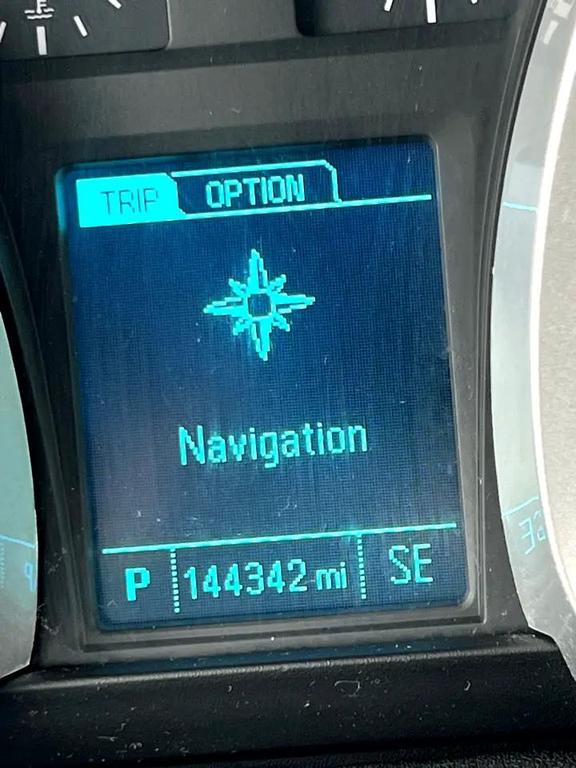 TRIP OPTION
Navigation
P 144342 mi SE